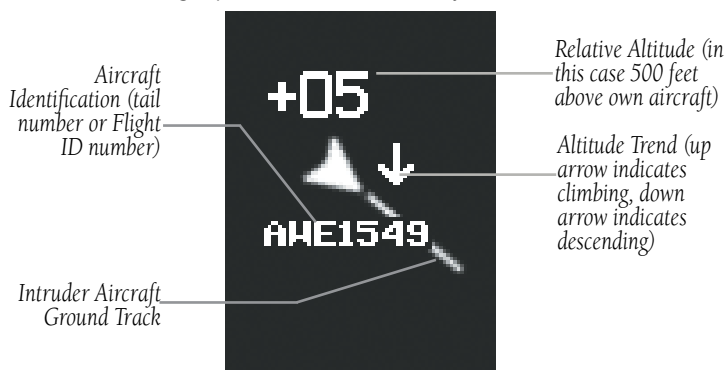 Aircraft
Identification (tail
number or Flight
ID number)
Intruder Aircraft
Ground Track
+05
AWE1549
Relative Altitude (in
this case 500 feet
above own aircraft)
Altitude Trend (up
arrow indicates
climbing, down
arrow indicates
descending)